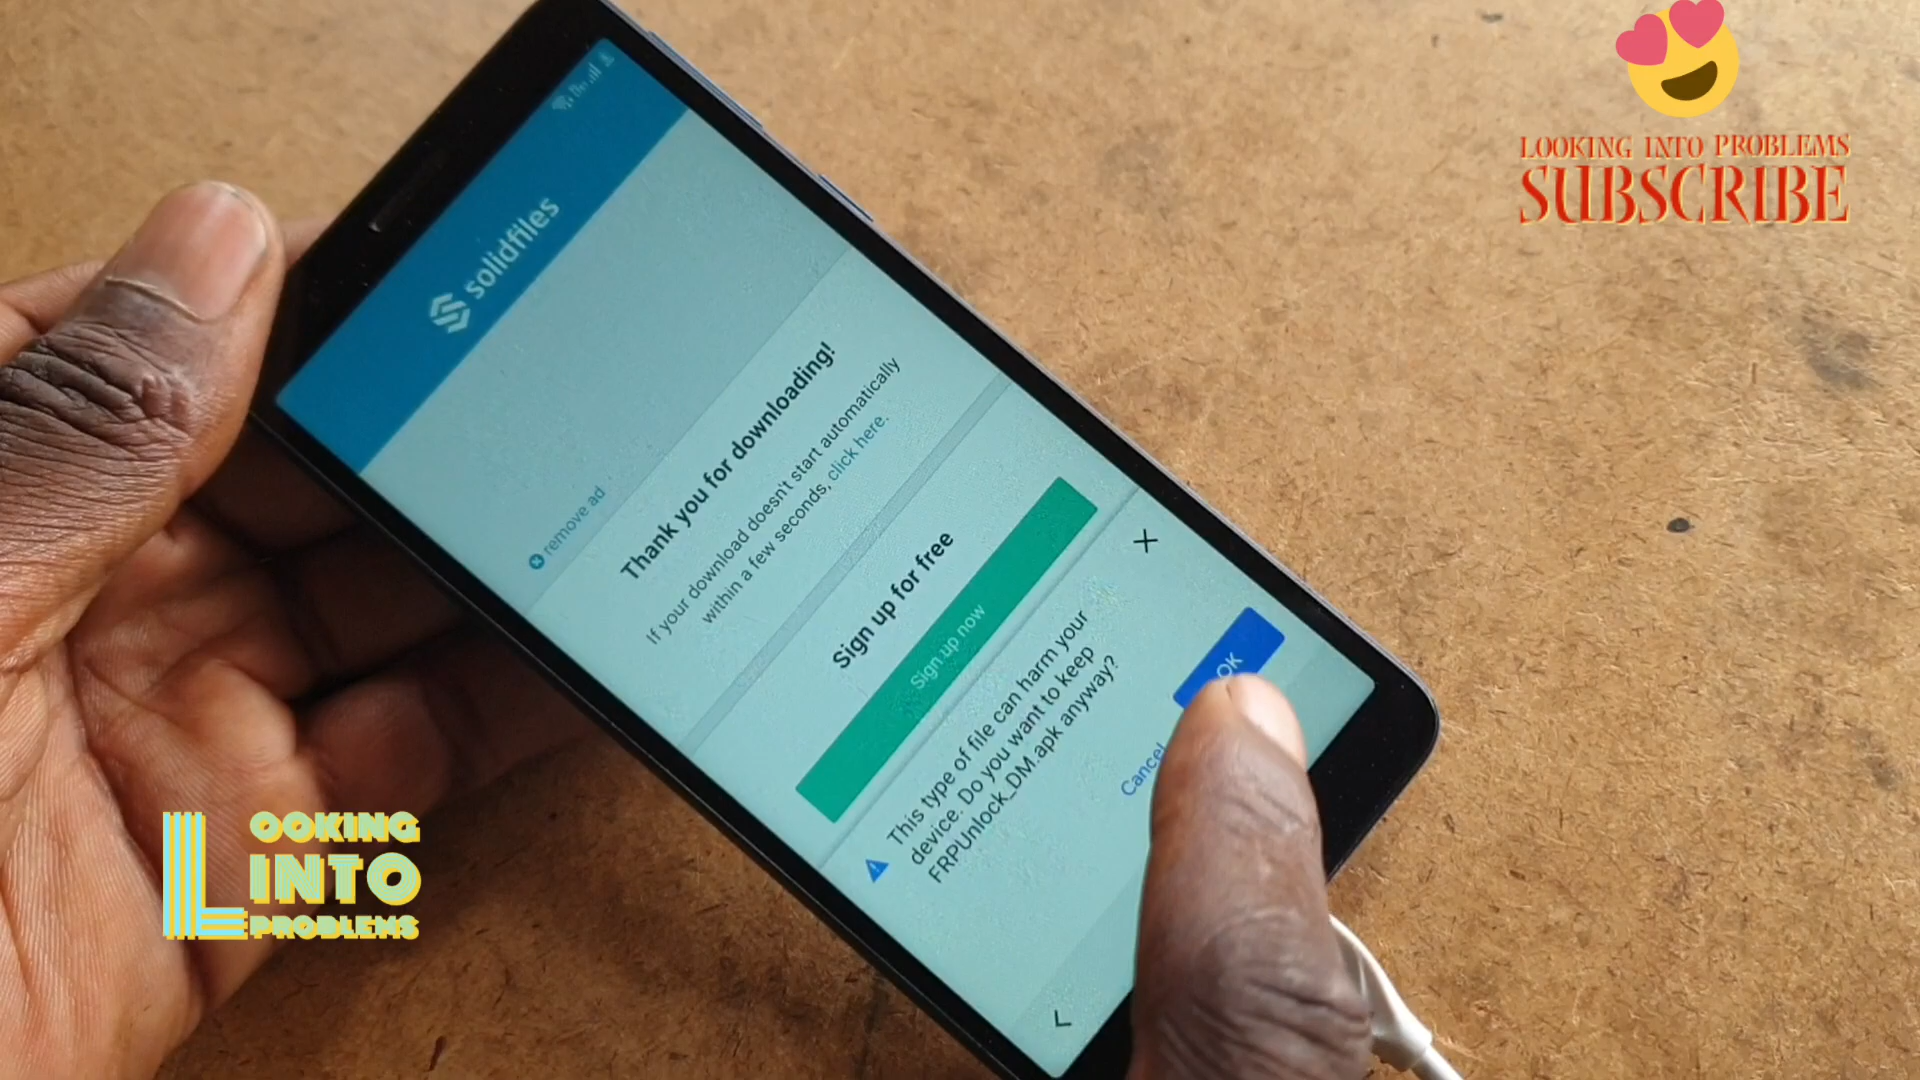 LOOKING INTO PROBLEMS
SUBSCRIBE
solidfiles
remove ad
Thank you for downloading!
If your download doesn't start automatically
within a few seconds, click here.
Sign up for free
Sign up now
This type of file can harm your
device. Do you want to keep
FRPUnlock_DM.apk anyway?
Cancel
OK
LOOKING
INTO
PROBLEMS